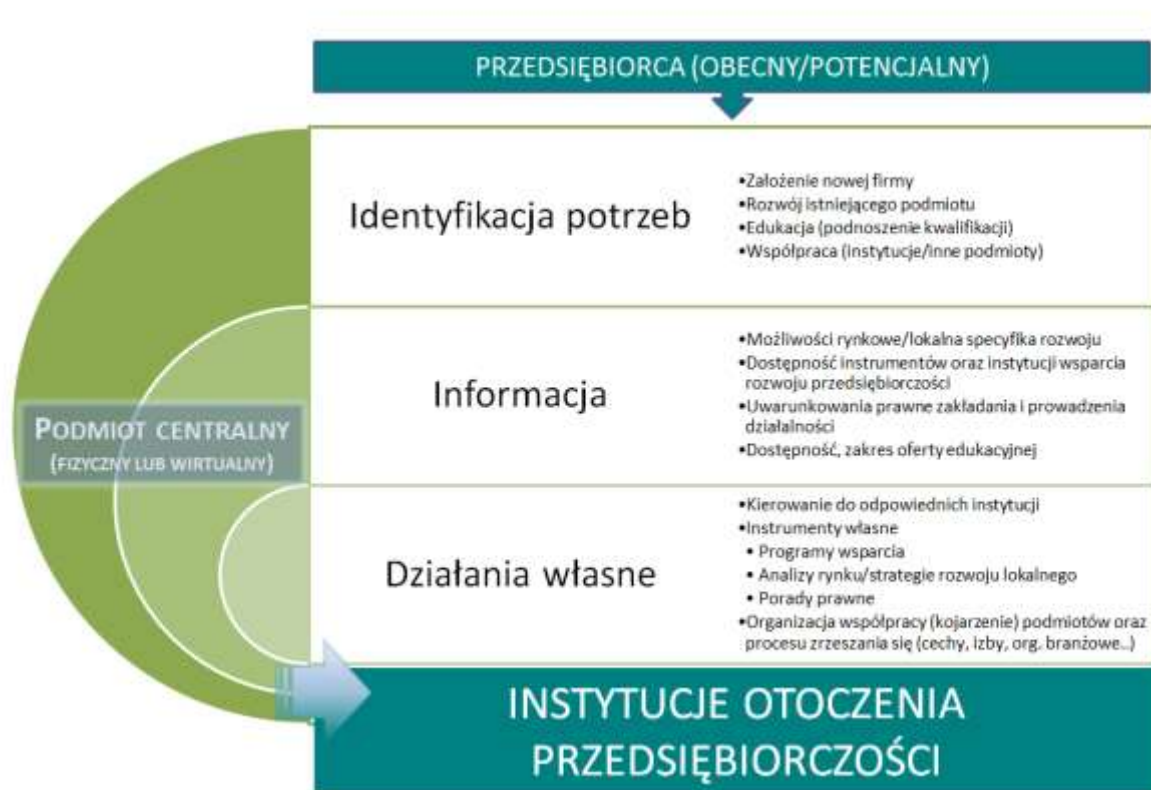 PRZEDSIĘBIORCA (OBECNY/POTENCJALNY)
Identyfikacja potrzeb
•Założenie nowej firmy
•Rozwój istniejącego podmiotu
•Edukacja (podnoszenie kwalifikacji)
•Współpraca (instytucje/inne podmioty)
PODMIOT CENTRALNY
(FIZYCZNY LUB WIRTUALNY)
Informacja
•Możliwości rynkowe/lokalna specyfika rozwoju
•Dostępność instrumentów oraz instytucji wsparcia
rozwoju przedsiębiorczości
•Uwarunkowania prawne zakładania i prowadzenia
działalności
•Dostępność, zakres oferty edukacyjnej
Działania własne
•Kierowanie do odpowiednich instytucji
•Instrumenty własne
• Programy wsparcia
• Analizy rynku/strategie rozwoju lokalnego
• Porady prawne
•Organizacja współpracy (kojarzenie) podmiotów oraz
procesu zrzeszania się (cechy, izby, org. branżowe..)
INSTYTUCJE OTOCZENIA
PRZEDSIĘBIORCZOŚCI